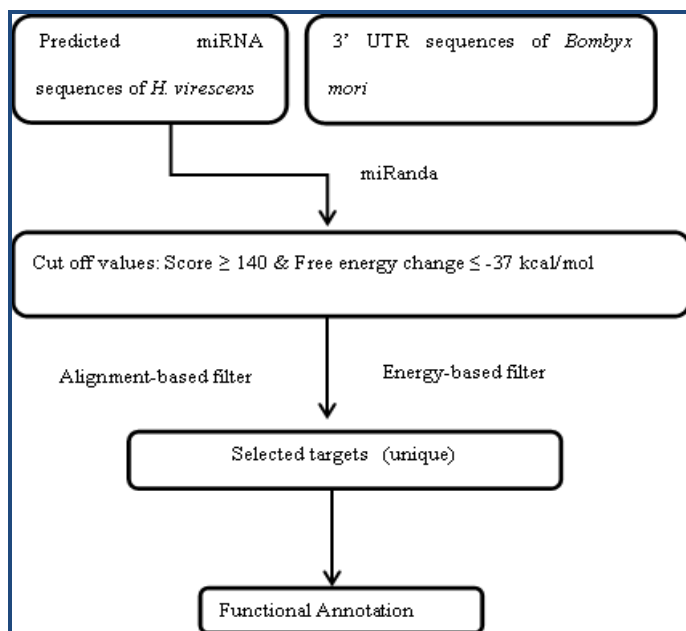 Predicted miRNA
sequences of H. virescens
3’ UTR sequences of Bombyx
mori
miRanda
Cut off values: Score ≥ 140 & Free energy change ≤ -37 kcal/mol
Alignment-based filter
Energy-based filter
Selected targets (unique)
Functional Annotation